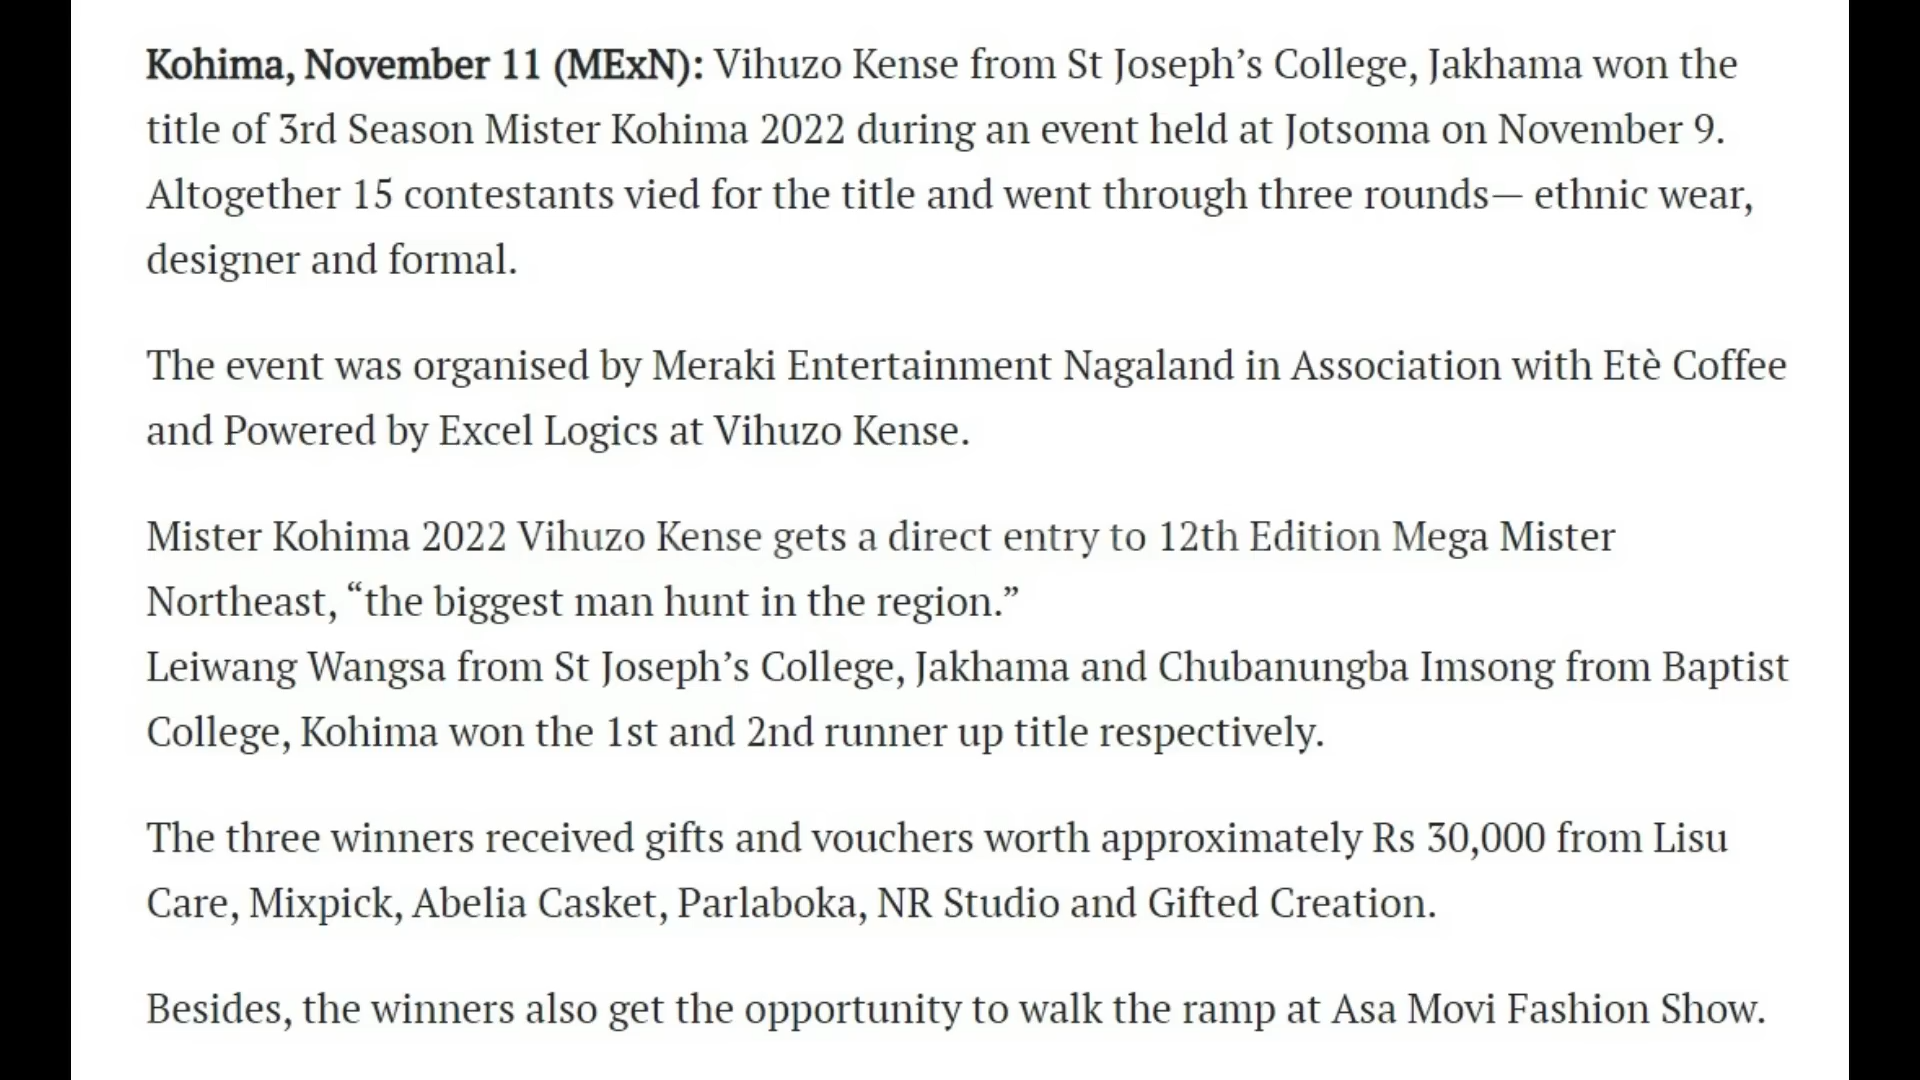 Kohima, November 11 (MExN): Vihuzo Kense from St Joseph’s College, Jakhama won the
title of 3rd Season Mister Kohima 2022 during an event held at Jotsoma on November 9.
Altogether 15 contestants vied for the title and went through three rounds— ethnic wear,
designer and formal.
The event was organised by Meraki Entertainment Nagaland in Association with Etè Coffee
and Powered by Excel Logics at Vihuzo Kense.
Mister Kohima 2022 Vihuzo Kense gets a direct entry to 12th Edition Mega Mister
Northeast, “the biggest man hunt in the region.”
Leiwang Wangsa from St Joseph’s College, Jakhama and Chubanungba Imsong from Baptist
College, Kohima won the 1st and 2nd runner up title respectively.
The three winners received gifts and vouchers worth approximately Rs 30,000 from Lisu
Care, Mixpick, Abelia Casket, Parlaboka, NR Studio and Gifted Creation.
Besides, the winners also get the opportunity to walk the ramp at Asa Movi Fashion Show.